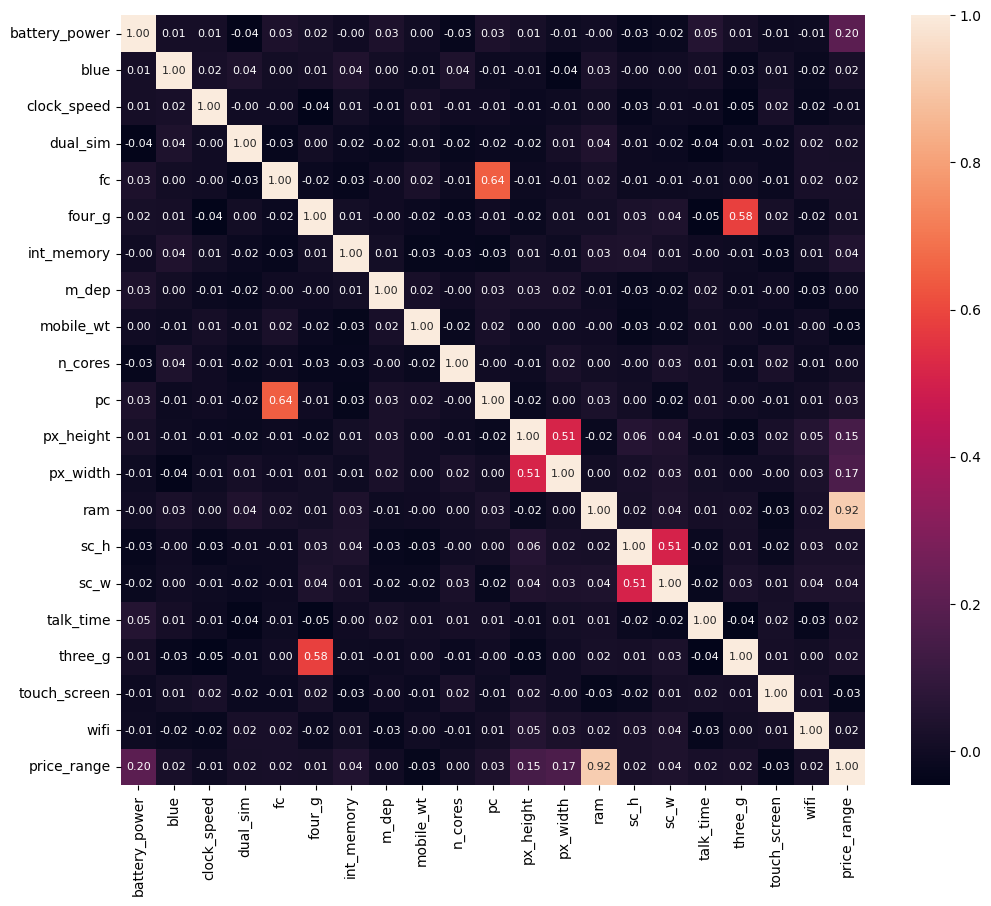 battery_power 1.00 0.01 0.01 -0.04 0.03 0.02 -0.00 0.03 0.00 -0.03 0.03 0.01 -0.01 -0.00 -0.03 -0.02 0.05 0.01 -0.01 -0.01 0.20
blue 0.01 1.00 0.02 0.04 0.00 0.01 0.04 0.00 -0.01 0.04 -0.01 -0.01 -0.04 0.03 -0.00 0.00 0.01 -0.03 0.01 -0.02 0.02
clock_speed 0.01 0.02 1.00 -0.00 -0.00 -0.04 0.01 -0.01 0.01 -0.01 -0.01 -0.01 -0.01 0.00 -0.03 -0.01 -0.01 -0.05 0.02 -0.02 -0.01
dual_sim -0.04 0.04 -0.00 1.00 -0.03 0.00 -0.02 -0.02 -0.01 -0.02 -0.02 -0.02 0.01 0.04 -0.01 -0.02 -0.04 -0.01 -0.02 0.02 0.02
fc 0.03 0.00 -0.00 -0.03 1.00 -0.02 -0.03 -0.00 0.02 -0.01 0.64 -0.01 -0.01 0.02 -0.01 -0.01 -0.01 0.00 -0.01 0.02 0.02
four_g 0.02 0.01 -0.04 0.00 -0.02 1.00 0.01 -0.00 -0.02 -0.03 -0.01 -0.02 0.01 0.01 0.03 0.04 -0.05 0.58 0.02 -0.02 0.01
int_memory -0.00 0.04 0.01 -0.02 -0.03 0.01 1.00 0.01 -0.03 -0.03 -0.03 0.01 -0.01 0.03 0.04 0.01 -0.00 -0.01 -0.03 0.01 0.04
m_dep 0.03 0.00 -0.01 -0.02 -0.00 -0.00 0.01 1.00 0.02 -0.00 0.03 0.03 0.02 -0.01 -0.03 -0.02 0.02 -0.01 -0.00 -0.03 0.00
mobile_wt 0.00 -0.01 0.01 -0.01 0.02 -0.02 -0.03 0.02 1.00 -0.02 0.02 0.00 0.00 -0.00 -0.03 -0.02 0.01 0.00 -0.01 -0.00 -0.03
n_cores -0.03 0.04 -0.01 -0.02 -0.01 -0.03 -0.03 -0.00 -0.02 1.00 -0.00 -0.01 0.02 0.00 -0.00 0.03 0.01 -0.01 0.02 -0.01 0.00
pc 0.03 -0.01 -0.01 -0.02 0.64 -0.01 -0.03 0.03 0.02 -0.00 1.00 -0.02 0.00 0.03 0.00 -0.02 0.01 -0.00 -0.01 0.01 0.03
px_height 0.01 -0.01 -0.01 -0.02 -0.01 -0.02 0.01 0.03 0.00 -0.01 -0.02 1.00 0.51 -0.02 0.06 0.04 -0.01 -0.03 0.02 0.05 0.15
px_width -0.01 -0.04 -0.01 0.01 -0.01 0.01 -0.01 0.02 0.00 0.02 0.00 0.51 1.00 0.00 0.02 0.03 0.01 0.00 -0.00 0.03 0.17
ram -0.00 0.03 0.00 0.04 0.02 0.01 0.03 -0.01 -0.00 0.00 0.03 -0.02 0.00 1.00 0.02 0.04 0.01 0.02 -0.03 0.02 0.92
sc_h -0.03 -0.00 -0.03 -0.01 -0.01 0.03 0.04 -0.03 -0.03 -0.00 0.00 0.06 0.02 0.02 1.00 0.51 -0.02 0.01 -0.02 0.03 0.02
sc_w -0.02 0.00 -0.01 -0.02 -0.01 0.04 0.01 -0.02 -0.02 0.03 -0.02 0.04 0.03 0.04 0.51 1.00 -0.02 0.03 0.01 0.04 0.04
talk_time 0.05 0.01 -0.01 -0.04 -0.01 -0.05 -0.00 0.02 0.01 0.01 0.01 -0.01 0.01 0.01 -0.02 -0.02 1.00 -0.04 0.02 -0.03 0.02
three_g 0.01 -0.03 -0.05 -0.01 0.00 0.58 -0.01 -0.01 0.00 -0.01 -0.00 -0.03 0.00 0.02 0.01 0.03 -0.04 1.00 0.01 0.00 0.02
touch_screen -0.01 0.01 0.02 -0.02 -0.01 0.02 -0.03 -0.00 -0.01 0.02 -0.01 0.02 -0.00 -0.03 -0.02 0.01 0.02 0.01 1.00 0.01 -0.03
wifi -0.01 -0.02 -0.02 0.02 0.02 -0.02 0.01 -0.03 -0.00 -0.01 0.01 0.05 0.03 0.02 0.03 0.04 -0.03 0.00 0.01 1.00 0.02
price_range 0.20 0.02 -0.01 0.02 0.02 0.01 0.04 0.00 -0.03 0.00 0.03 0.15 0.17 0.92 0.02 0.04 0.02 0.02 -0.03 0.02 1.00
battery_power
blue
clock_speed
dual_sim
fc
four_g
int_memory
m_dep
mobile_wt
n_cores
pc
px_height
px_width
ram
sc_h
sc_w
talk_time
three_g
touch_screen
wifi
price_range
1.0
0.8
0.6
0.4
0.2
0.0